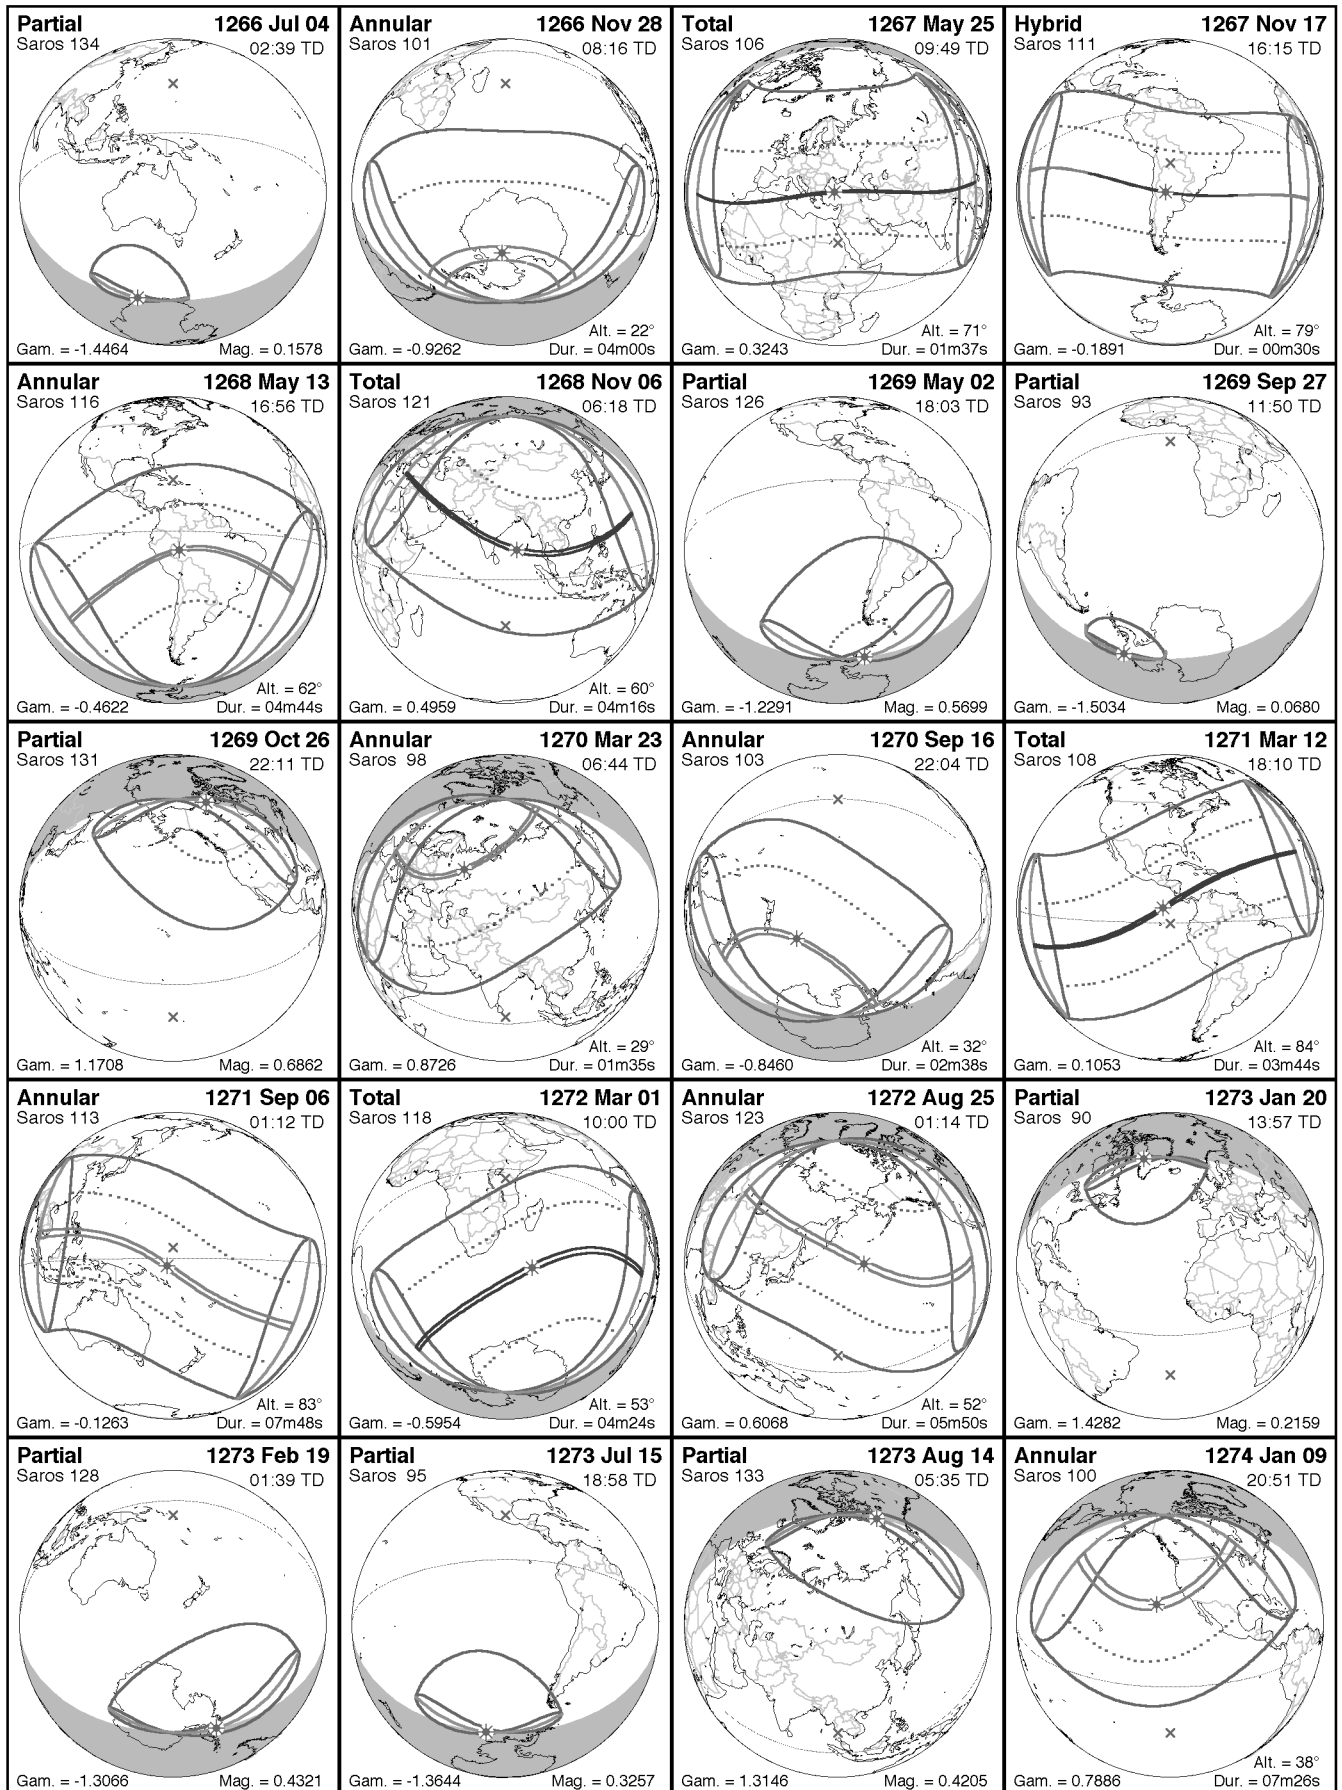 Partial 1266 Jul 04
Saros 134 02:39 TD
Gam. = -1.4464 Mag. = 0.1578
Annular 1266 Nov 28
Saros 101 08:16 TD
Alt. = 22°
Gam. = -0.9262 Dur. = 04m00s
Total 1267 May 25
Saros 106 09:49 TD
Alt. = 71°
Gam. = 0.3243 Dur. = 01m37s
Hybrid 1267 Nov 17
Saros 111 16:15 TD
Alt. = 79°
Gam. = -0.1891 Dur. = 00m30s
Annular 1268 May 13
Saros 116 16:56 TD
Alt. = 62°
Gam. = -0.4622 Dur. = 04m44s
Total 1268 Nov 06
Saros 121 06:18 TD
Alt. = 60°
Gam. = 0.4959 Dur. = 04m16s
Partial 1269 May 02
Saros 126 18:03 TD
Gam. = -1.2291 Mag. = 0.5699
Partial 1269 Sep 27
Saros 93 11:50 TD
Gam. = -1.5034 Mag. = 0.0680
Partial 1269 Oct 26
Saros 131 22:11 TD
Gam. = 1.1708 Mag. = 0.6862
Annular 1270 Mar 23
Saros 98 06:44 TD
Alt. = 29°
Gam. = 0.8726 Dur. = 01m35s
Annular 1270 Sep 16
Saros 103 22:04 TD
Alt. = 32°
Gam. = -0.8460 Dur. = 02m38s
Total 1271 Mar 12
Saros 108 18:10 TD
Alt. = 84°
Gam. = 0.1053 Dur. = 03m44s
Annular 1271 Sep 06
Saros 113 01:12 TD
Alt. = 83°
Gam. = -0.1263 Dur. = 07m48s
Total 1272 Mar 01
Saros 118 10:00 TD
Alt. = 53°
Gam. = -0.5954 Dur. = 04m24s
Annular 1272 Aug 25
Saros 123 01:14 TD
Alt. = 52°
Gam. = 0.6068 Dur. = 05m50s
Partial 1273 Jan 20
Saros 90 13:57 TD
Gam. = 1.4282 Mag. = 0.2159
Partial 1273 Feb 19
Saros 128 01:39 TD
Gam. = -1.3066 Mag. = 0.4321
Partial 1273 Jul 15
Saros 95 18:58 TD
Gam. = -1.3644 Mag. = 0.3257
Partial 1273 Aug 14
Saros 133 05:35 TD
Gam. = 1.3146 Mag. = 0.4205
Annular 1274 Jan 09
Saros 100 20:51 TD
Alt. = 38°
Gam. = 0.7886 Dur. = 07m26s